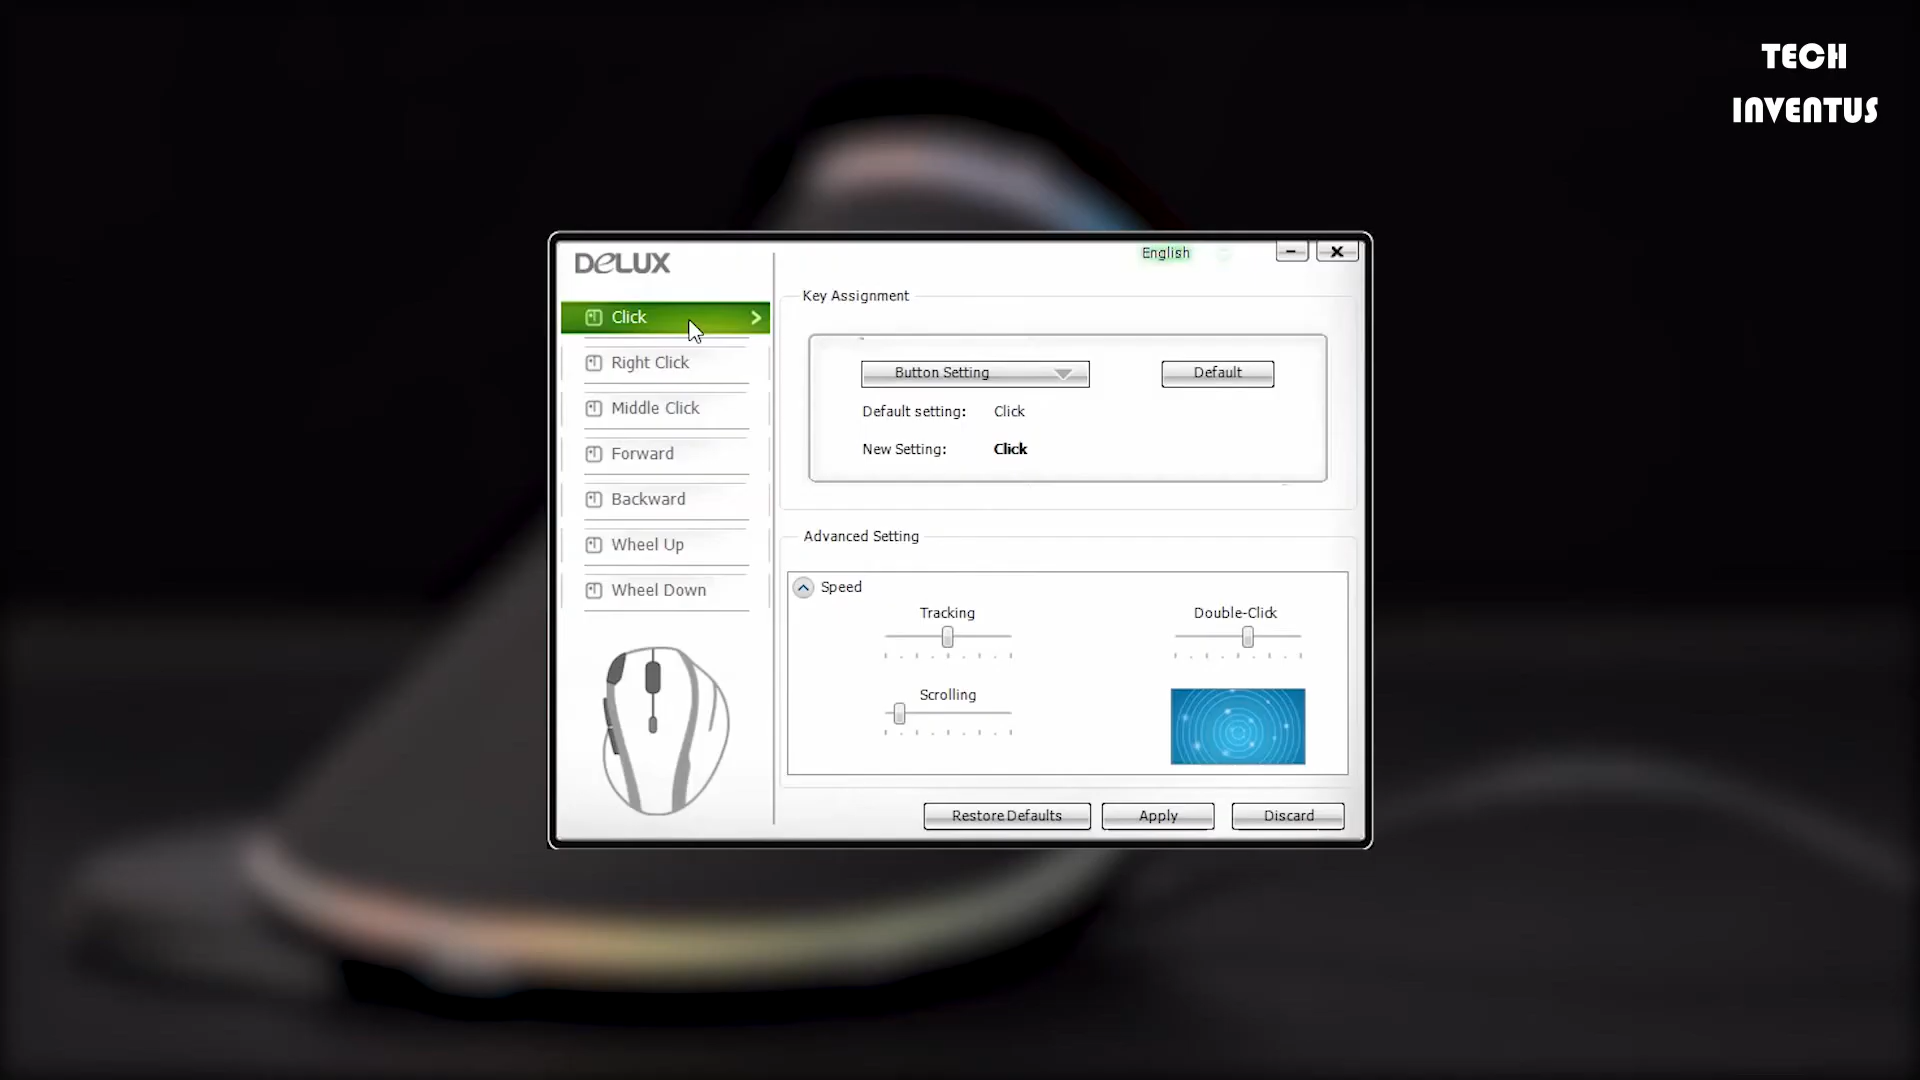 TECH
INVENTUS
DeLUX
English
Click
Right Click
Middle Click
Forward
Backward
Wheel Up
Wheel Down
Key Assignment
Button Setting
Default
Default setting: Click
New Setting: Click
Advanced Setting
Speed
Tracking
Double-Click
Scrolling
Restore Defaults
Apply
Discard